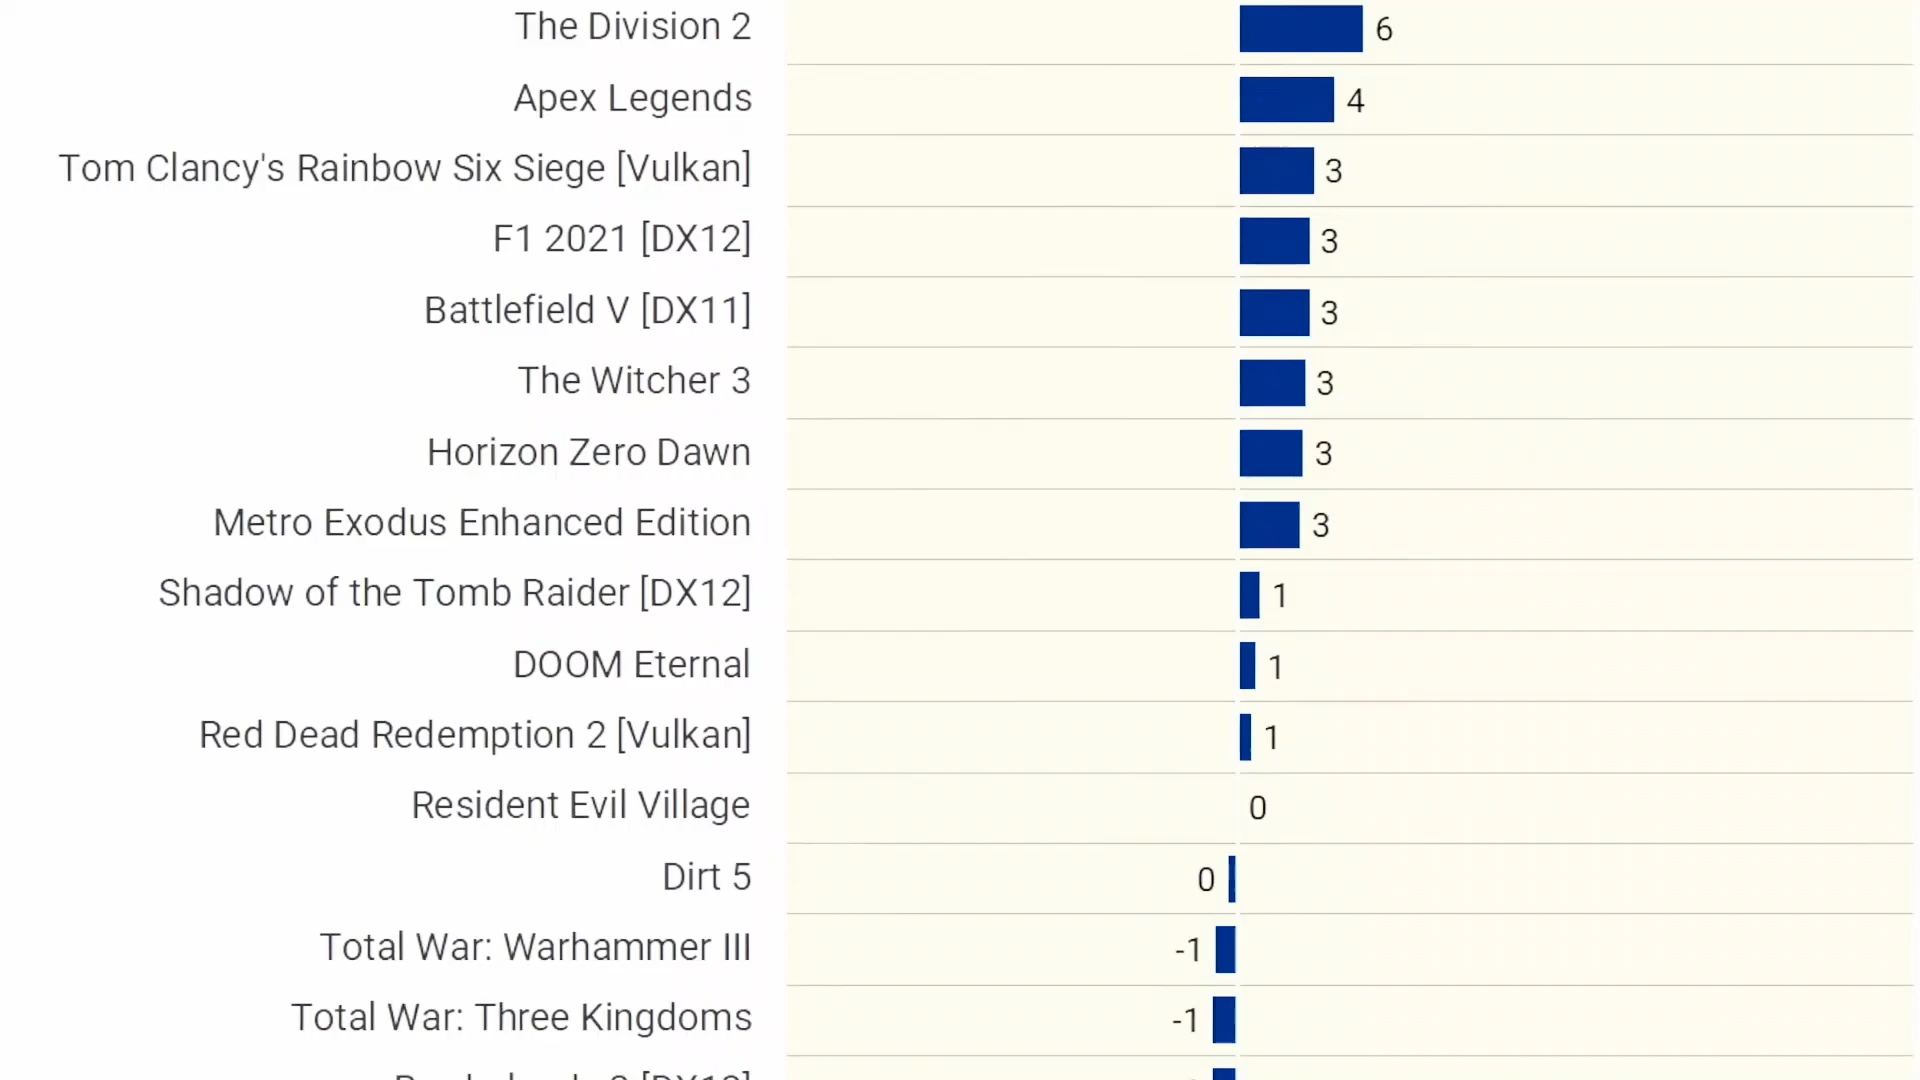 The Division 2 6
Apex Legends 4
Tom Clancy's Rainbow Six Siege [Vulkan] 3
F1 2021 [DX12] 3
Battlefield V [DX11] 3
The Witcher 3 3
Horizon Zero Dawn 3
Metro Exodus Enhanced Edition 3
Shadow of the Tomb Raider [DX12] 1
DOOM Eternal 1
Red Dead Redemption 2 [Vulkan] 1
Resident Evil Village 0
Dirt 5 0
Total War: Warhammer III -1
Total War: Three Kingdoms -1